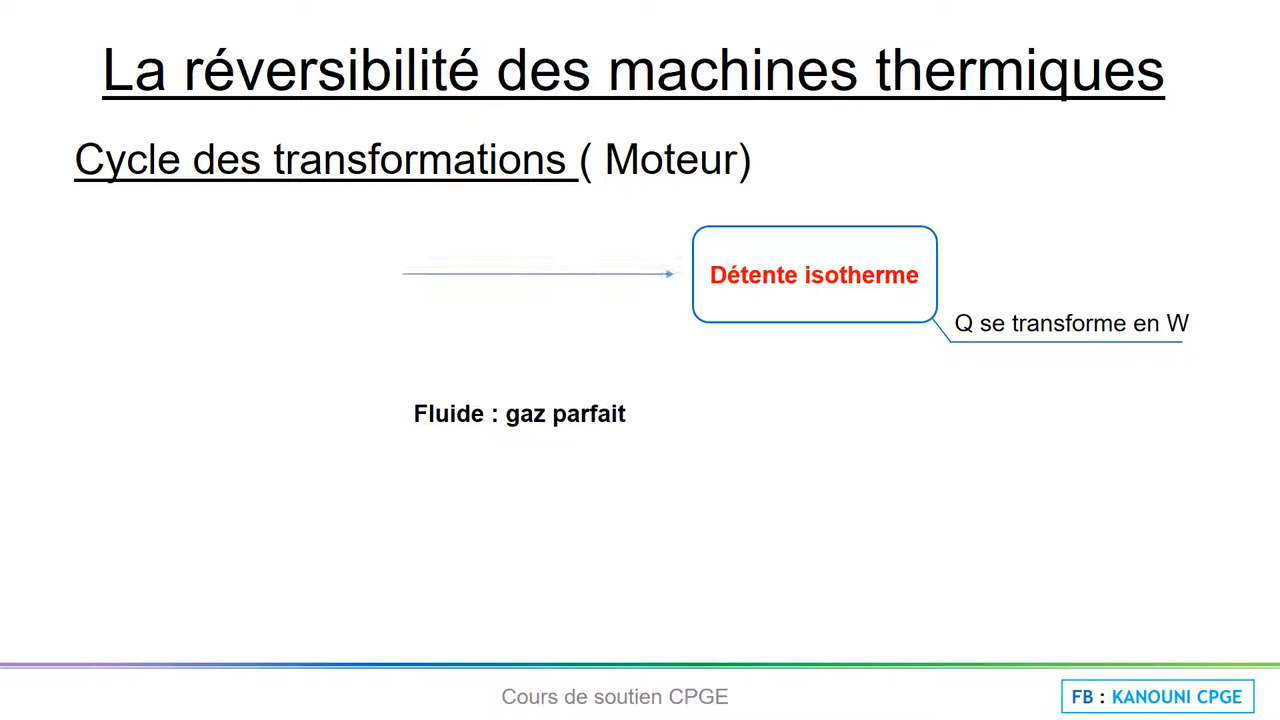 La réversibilité des machines thermiques
Cycle des transformations ( Moteur)
Détente isotherme
Q se transforme en W
Fluide : gaz parfait
Cours de soutien CPGE
FB : KANOUNI CPGE